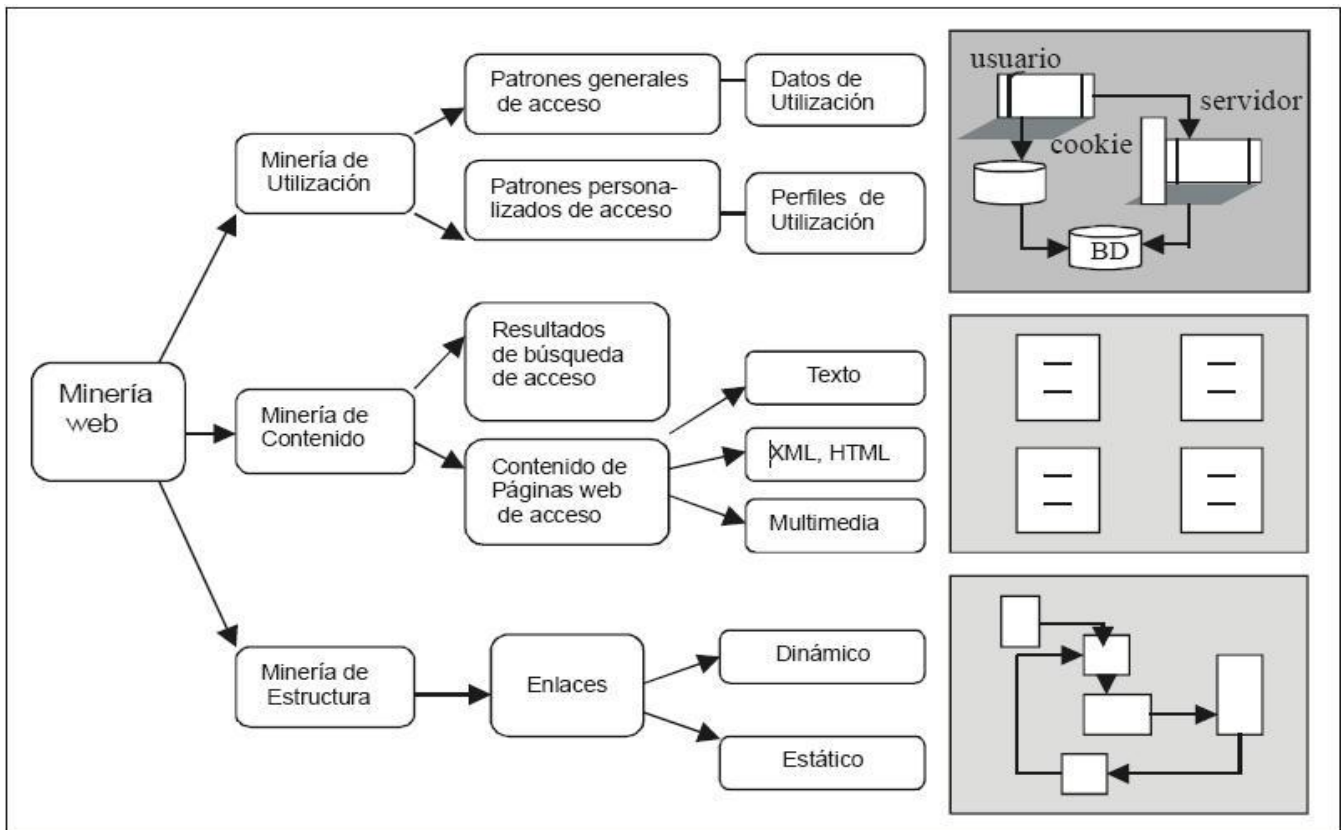 Patrones generales
de acceso
Datos de
Utilización
usuario
servidor
cookie
BD
Minería de
Utilización
Patrones persona-
lizados de acceso
Perfiles de
Utilización
Minería
web
Minería de
Contenido
Resultados
de búsqueda
de acceso
Contenido de
Páginas web
de acceso
Texto
XML, HTML
Multimedia
Minería de
Estructura
Enlaces
Dinámico
Estático